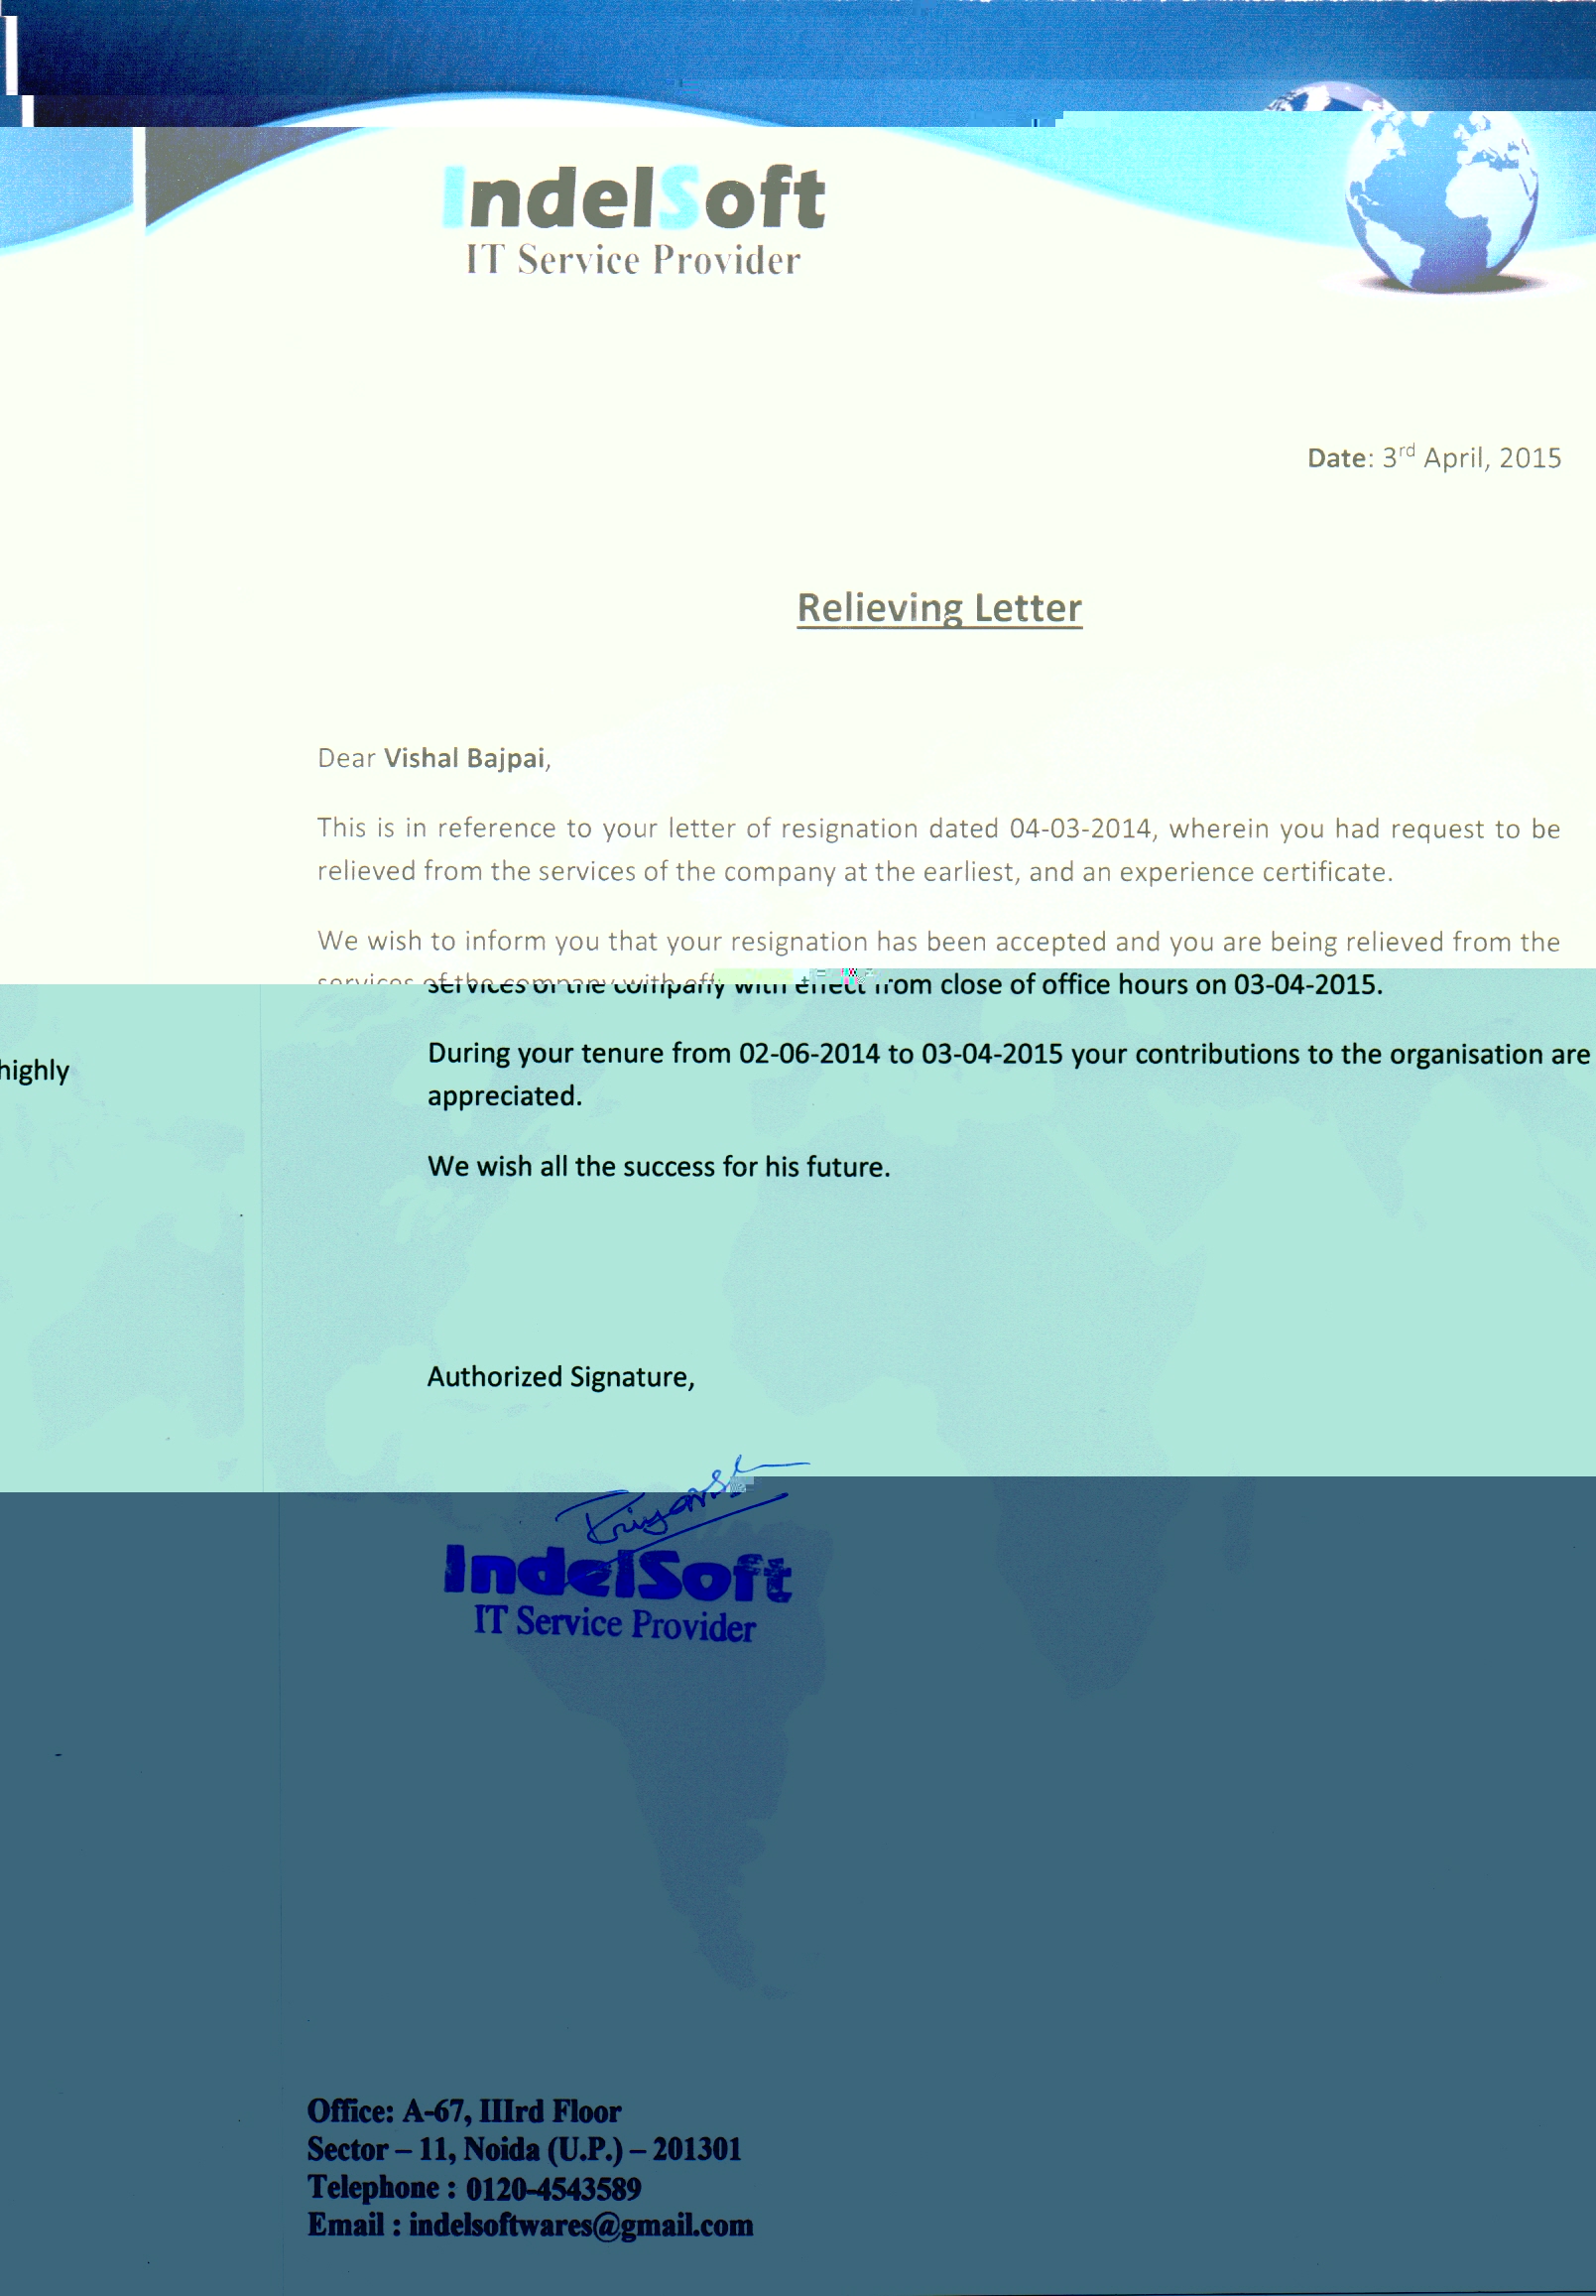 IndelSoft
IT Service Provider
Date: 3rd April, 2015
Relieving Letter
Dear Vishal Bajpai,
This is in reference to your letter of resignation dated 04-03-2014, wherein you had request to be
relieved from the services of the company at the earliest, and an experience certificate.
We wish to inform you that your resignation has been accepted and you are being relieved from the
services of the company with effect from close of office hours on 03-04-2015.
During your tenure from 02-06-2014 to 03-04-2015 your contributions to the organisation are
highly
appreciated.
We wish all the success for his future.
Authorized Signature,
IndelSoft
IT Service Provider
Office: A-67, IIIrd Floor
Sector – 11, Noida (U.P.) – 201301
Telephone : 0120-4543589
Email : indelsoftwares@gmail.com